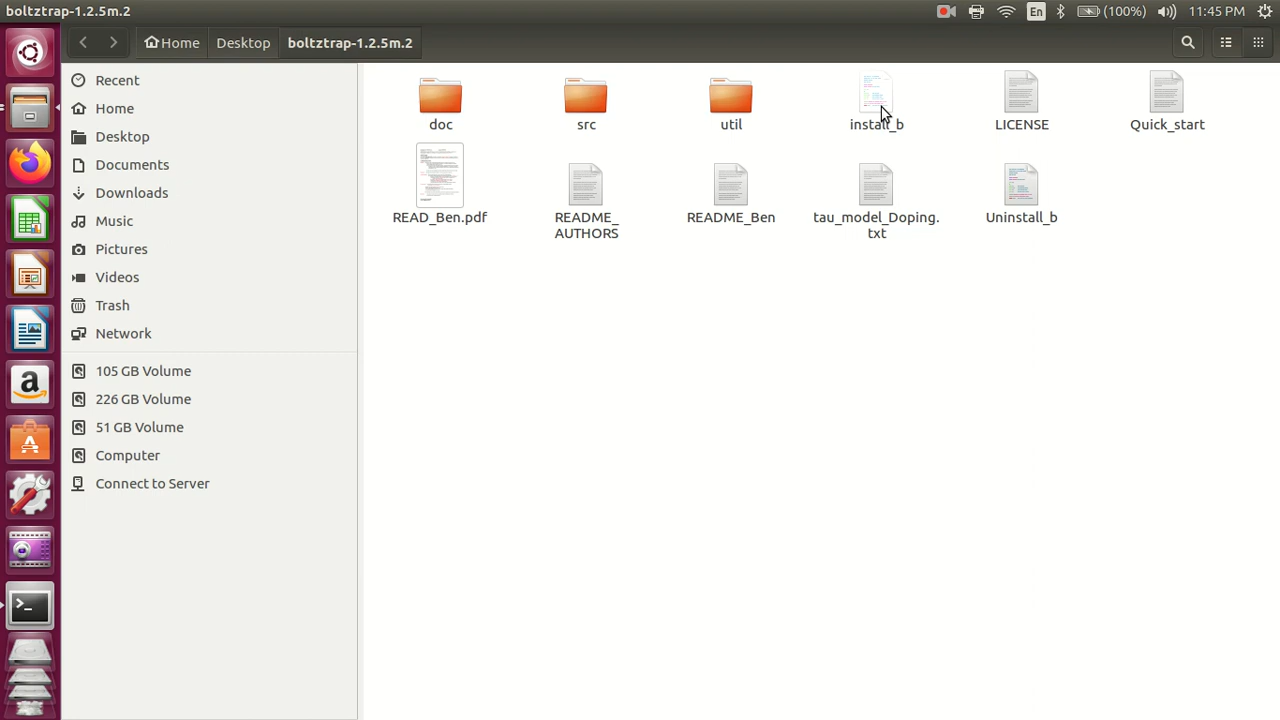 boltztrap-1.2.5m.2
En
(100%)
11:45 PM
Home
Desktop
boltztrap-1.2.5m.2
Recent
Home
Desktop
Documents
Downloads
Music
Pictures
Videos
Trash
Network
105 GB Volume
226 GB Volume
51 GB Volume
Computer
Connect to Server
doc
src
util
install_b
LICENSE
Quick_start
READ_Ben.pdf
README_
AUTHORS
README_Ben
tau_model_Doping.
txt
Uninstall_b